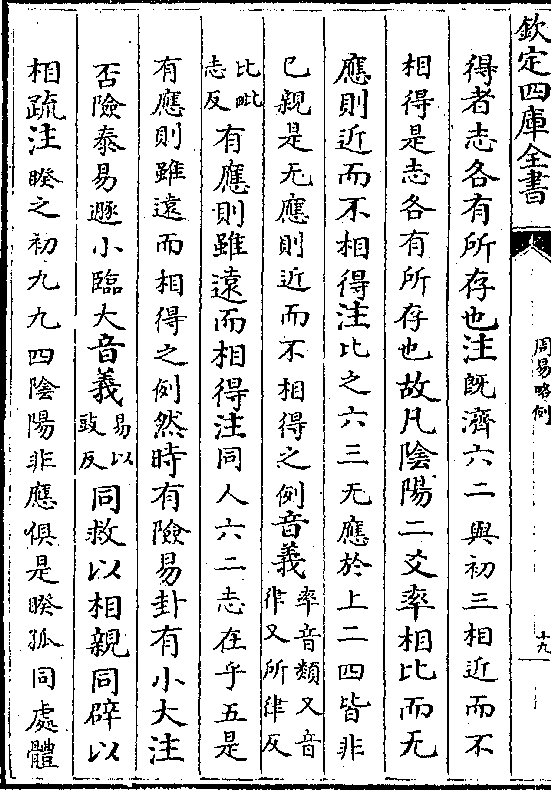 欽定四庫全書
周易略例
十九
得者志各有所存也注既濟六二與初三相近而不
相得是志各有所存也故凡陰陽二爻率相比而无
應則近而不相得注比之六三无應於上二四皆非
己親是无應則近而不相得之例音義率音類又音律又所律反
比毗志反有應則雖遠而相得注同人六二志在乎五是
有應則雖遠而相得之例然時有險易卦有小大注
否險泰易遯小臨大音義易以豉反同救以相親同辟以
相疏注睽之初九九四陰陽非應俱是睽孤同處體